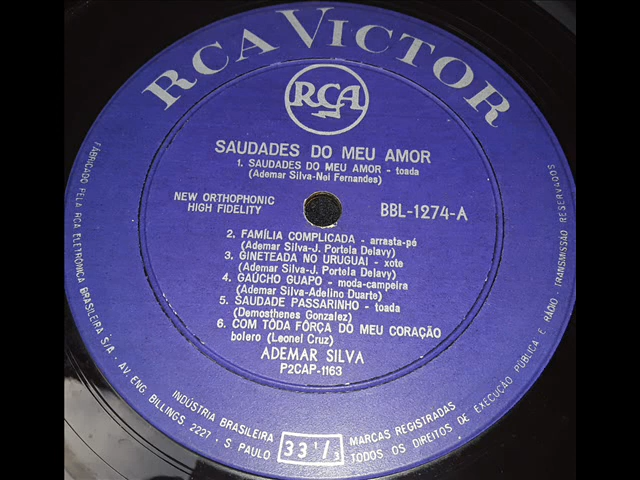 RCA VICTOR
RCA
SAUDADES DO MEU AMOR
1. SAUDADES DO MEU AMOR - toada
(Ademar Silva-Nel Fernandes)
NEW ORTHOPHONIC
HIGH FIDELITY
BBL-1274-A
2. FAMÍLIA COMPLICADA - arrasta-pé
(Ademar Silva-J. Portela Delavy)
3. GINETEADA NO URUGUAI - xote
(Ademar Silva-J. Portela Delavy)
4. GAÚCHO GUAPO - moda-campeira
(Ademar Silva-Adelino Duarte)
5. SAUDADE PASSARINHO - toada
(Demosthenes Gonzalez)
6. COM TÔDA FÔRÇA DO MEU CORAÇÃO
bolero (Leonel Cruz)
ADEMAR SILVA
P2CAP-1163
FABRICADO PELA RCA ELETRÔNICA BRASILEIRA S/A - AV. ENG. BILLINGS, 2227 - S. PAULO
INDÚSTRIA BRASILEIRA
33 1/3
MARCAS REGISTRADAS
TODOS OS DIREITOS DE EXECUÇÃO PÚBLICA E RÁDIO - TRANSMISSÃO RESERVADOS